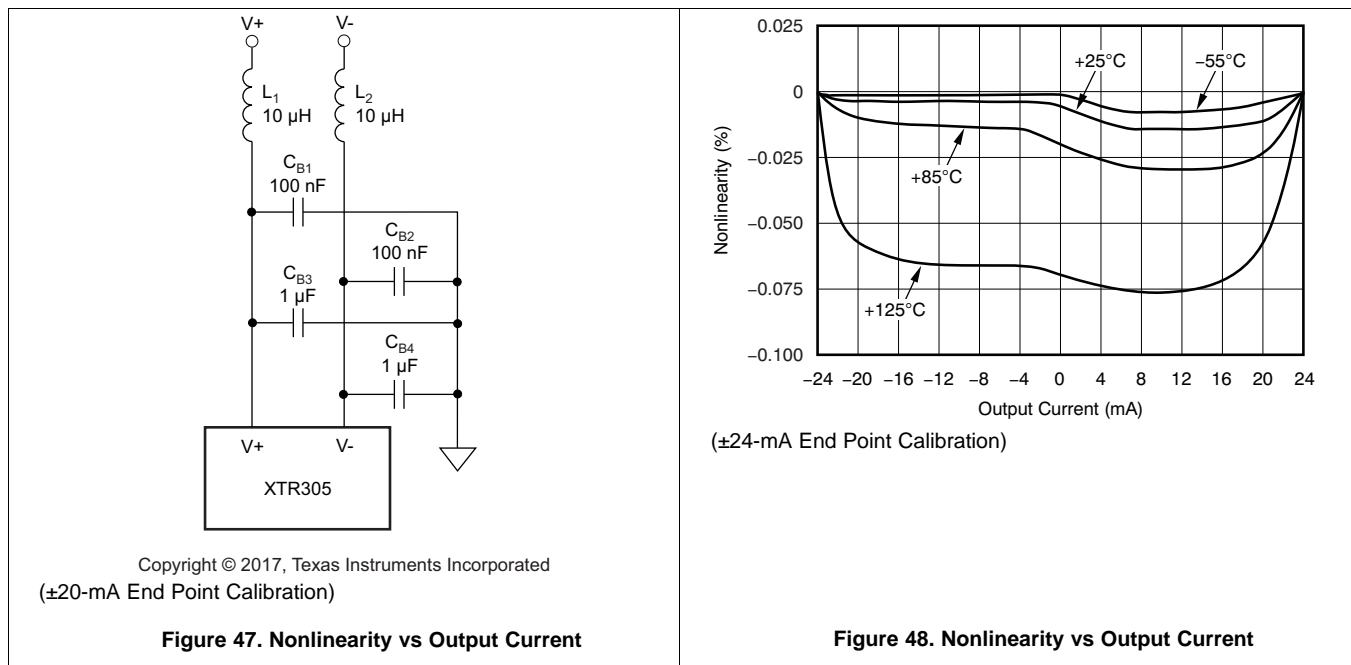 V+ V-
L1
10 µH
L2
10 µH
CB1
100 nF
CB2
100 nF
CB3
1 µF
CB4
1 µF
V+ V-
XTR305
Copyright © 2017, Texas Instruments Incorporated
(±20-mA End Point Calibration)
Figure 47. Nonlinearity vs Output Current
0.025
0
−0.025
−0.050
−0.075
−0.100
Nonlinearity (%)
+25°C
−55°C
+85°C
+125°C
−24 −20 −16 −12 −8 −4 0 4 8 12 16 20 24
Output Current (mA)
(±24-mA End Point Calibration)
Figure 48. Nonlinearity vs Output Current